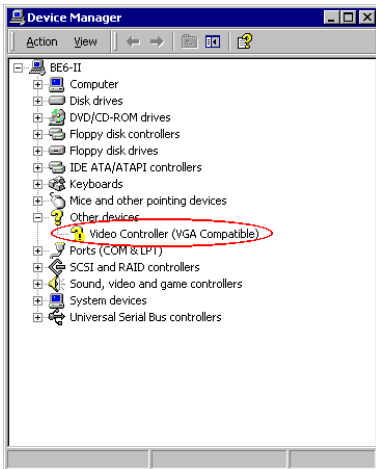 Device Manager
Action View
BE6-II
Computer
Disk drives
DVD/CD-ROM drives
Floppy disk controllers
Floppy disk drives
IDE ATA/ATAPI controllers
Keyboards
Mice and other pointing devices
Other devices
Video Controller (VGA Compatible)
Ports (COM & LPT)
SCSI and RAID controllers
Sound, video and game controllers
System devices
Universal Serial Bus controllers